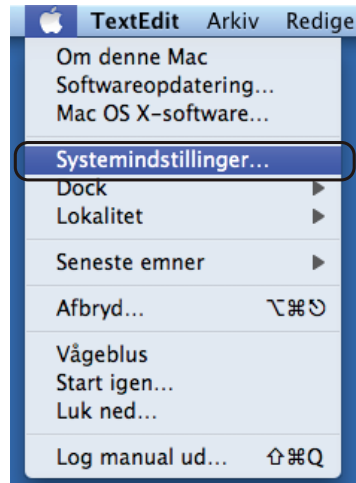 TextEdit Arkiv Redige
Om denne Mac
Softwareopdatering...
Mac OS X-software...
Systemindstillinger...
Dock
Lokalitet
Seneste emner
Afbryd... ⌥⌘⎋
Vågeblus
Start igen...
Luk ned...
Log manual ud... ⇧⌘Q